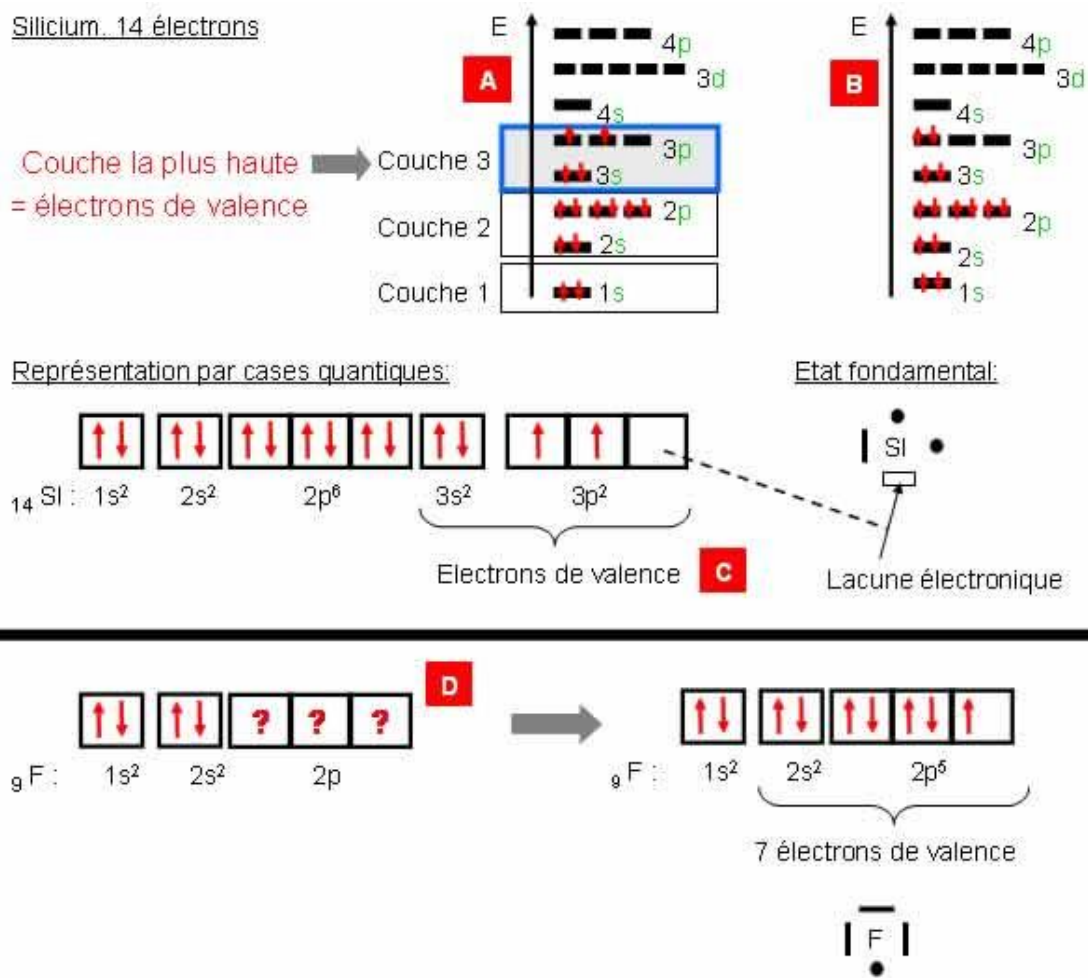 Silicium. 14 électrons
E
A
4p
3d
4s
3p
3s
Couche 3
Couche la plus haute
= électrons de valence
2p
2s
Couche 2
1s
Couche 1
E
B
4p
3d
4s
3p
3s
2p
2s
1s
Représentation par cases quantiques:
14 SI : 1s² 2s² 2p⁶ 3s² 3p²
Electrons de valence
C
Etat fondamental:
SI
Lacune électronique
D
? ? ?
9 F : 1s² 2s² 2p
9 F : 1s² 2s² 2p⁵
7 électrons de valence
F